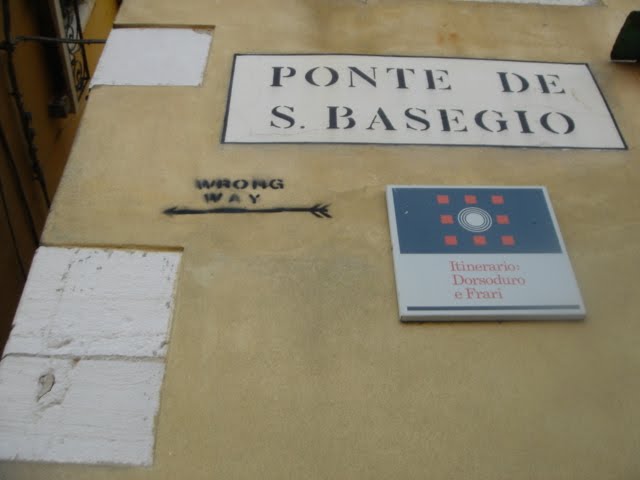 PONTE DE
S. BASEGIO
WRONG
WAY
Itinerario:
Dorsoduro
e Frari